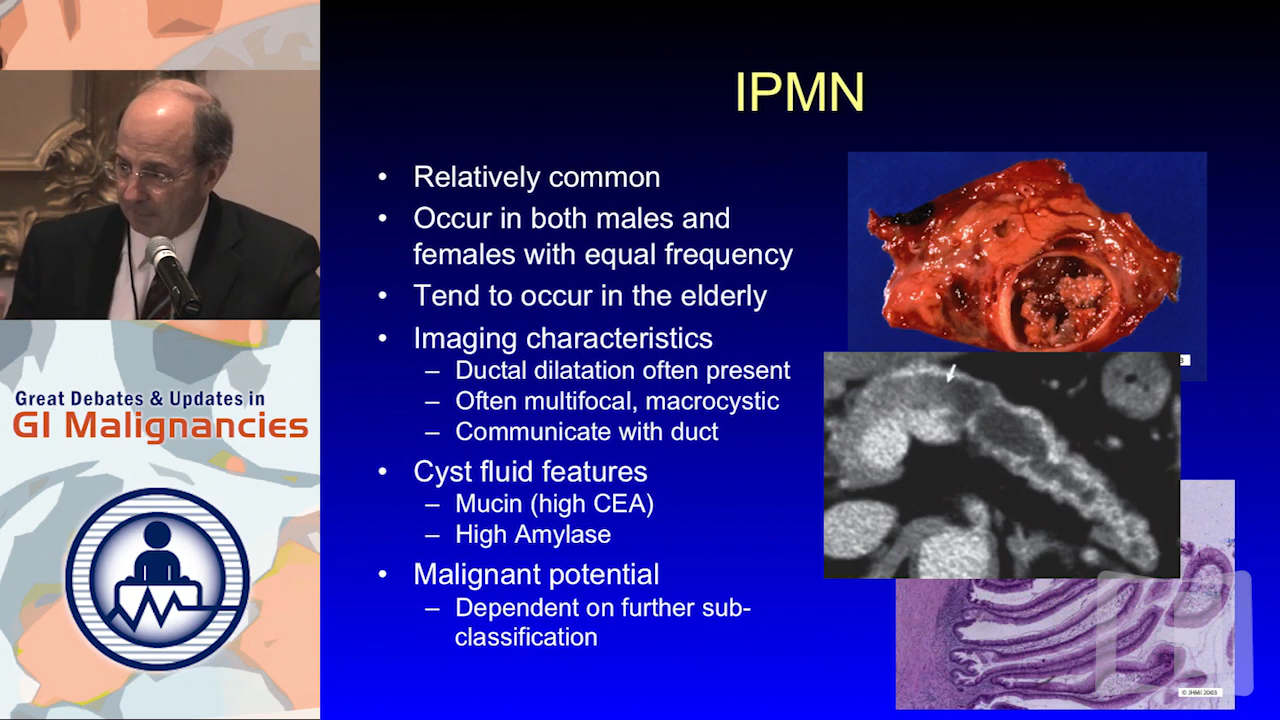 IPMN
• Relatively common
• Occur in both males and
females with equal frequency
• Tend to occur in the elderly
• Imaging characteristics
– Ductal dilatation often present
– Often multifocal, macrocystic
– Communicate with duct
• Cyst fluid features
– Mucin (high CEA)
– High Amylase
• Malignant potential
– Dependent on further sub-
classification
Great Debates & Updates in
GI Malignancies
© JHMI 2003